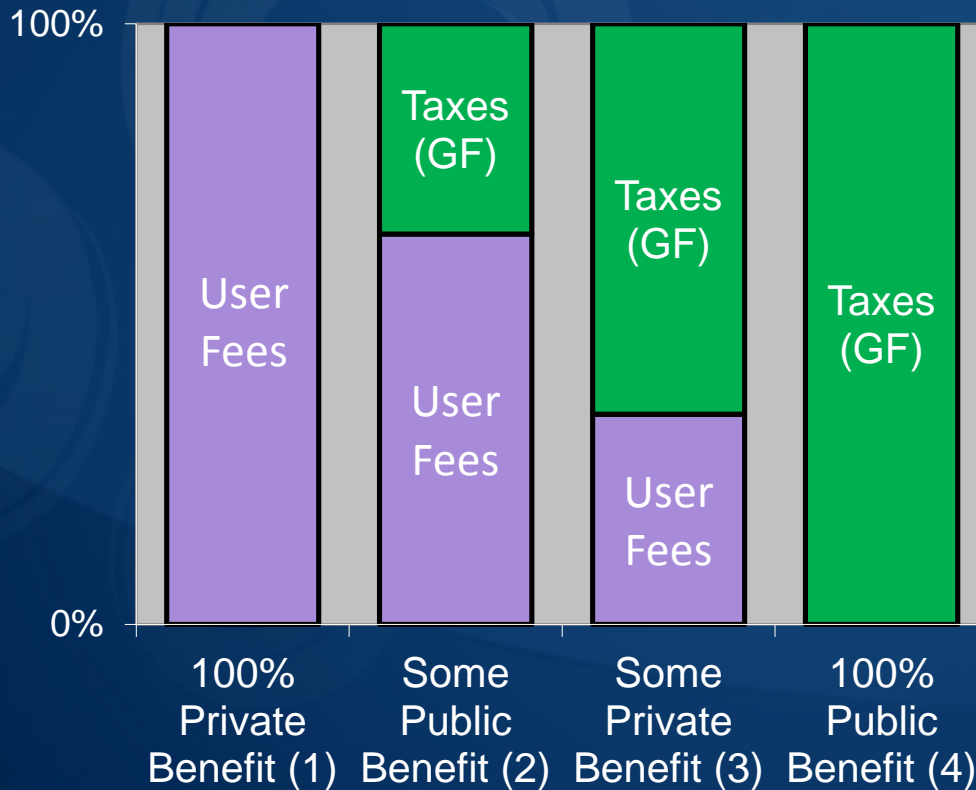 100%
User
Fees
Taxes
(GF)
User
Fees
Taxes
(GF)
User
Fees
Taxes
(GF)
0%
100%
Private
Benefit (1)
Some
Public
Benefit (2)
Some
Private
Benefit (3)
100%
Public
Benefit (4)